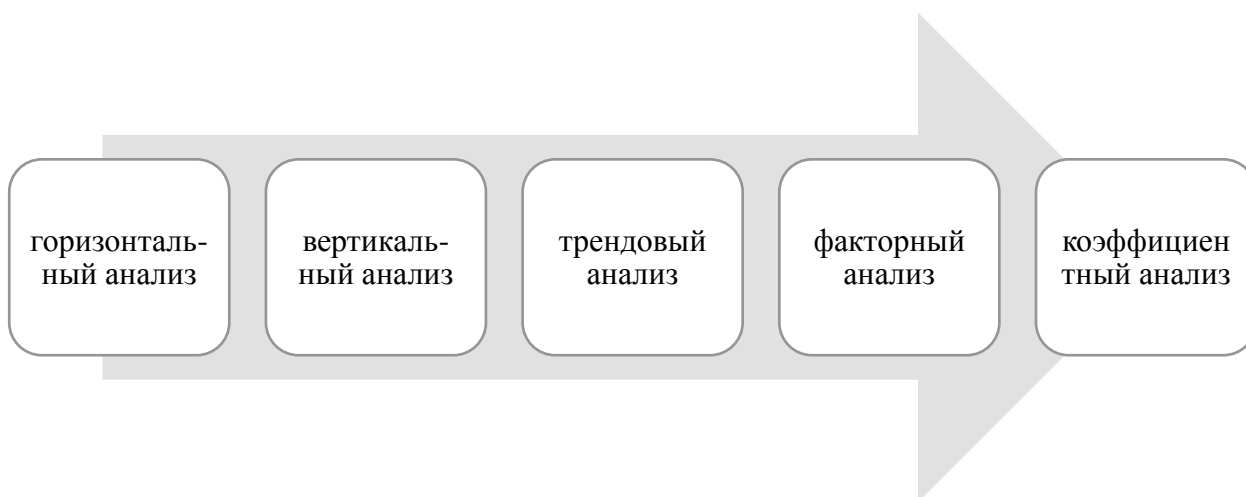 горизонталь-
ный анализ
вертикаль-
ный анализ
трендовый
анализ
факторный
анализ
коэффициен
тный анализ